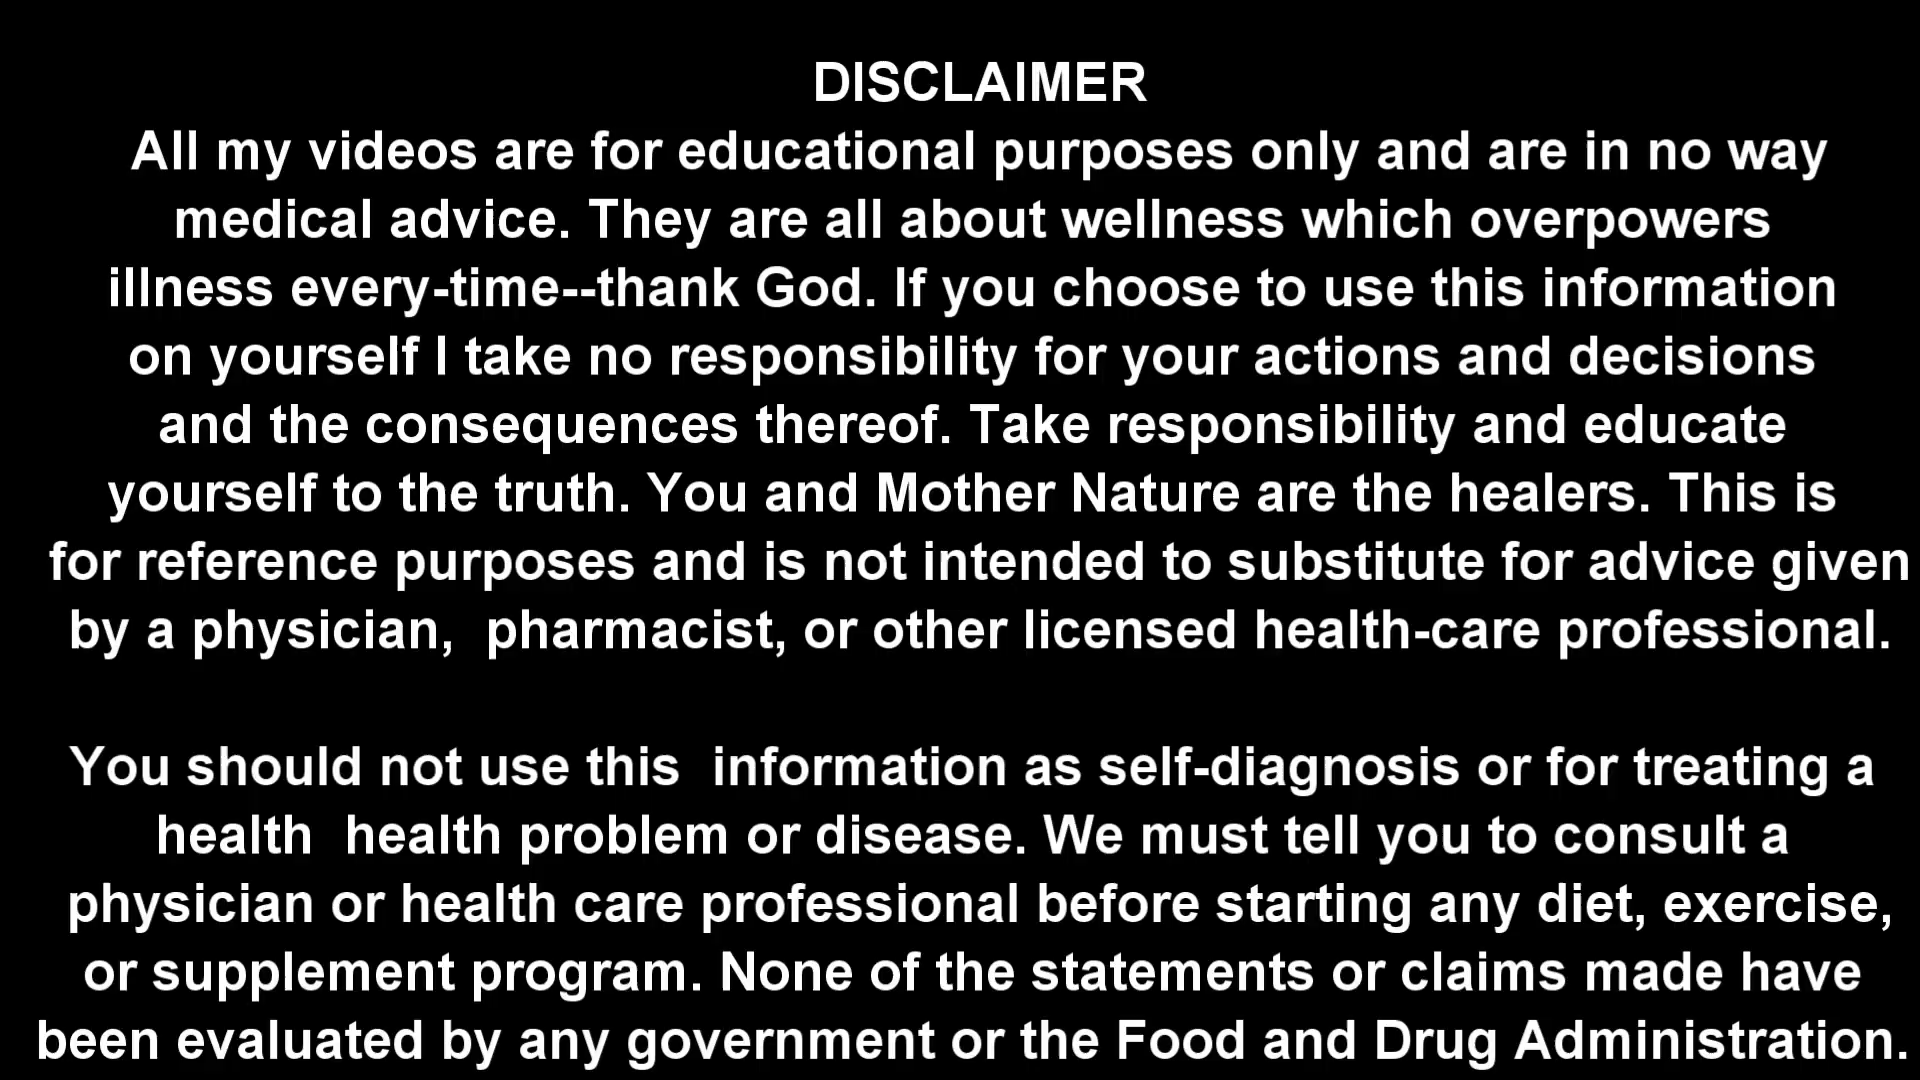 DISCLAIMER
All my videos are for educational purposes only and are in no way
medical advice. They are all about wellness which overpowers
illness every-time--thank God. If you choose to use this information
on yourself I take no responsibility for your actions and decisions
and the consequences thereof. Take responsibility and educate
yourself to the truth. You and Mother Nature are the healers. This is
for reference purposes and is not intended to substitute for advice given
by a physician,  pharmacist, or other licensed health-care professional.

You should not use this  information as self-diagnosis or for treating a
health  health problem or disease. We must tell you to consult a
physician or health care professional before starting any diet, exercise,
or supplement program. None of the statements or claims made have
been evaluated by any government or the Food and Drug Administration.